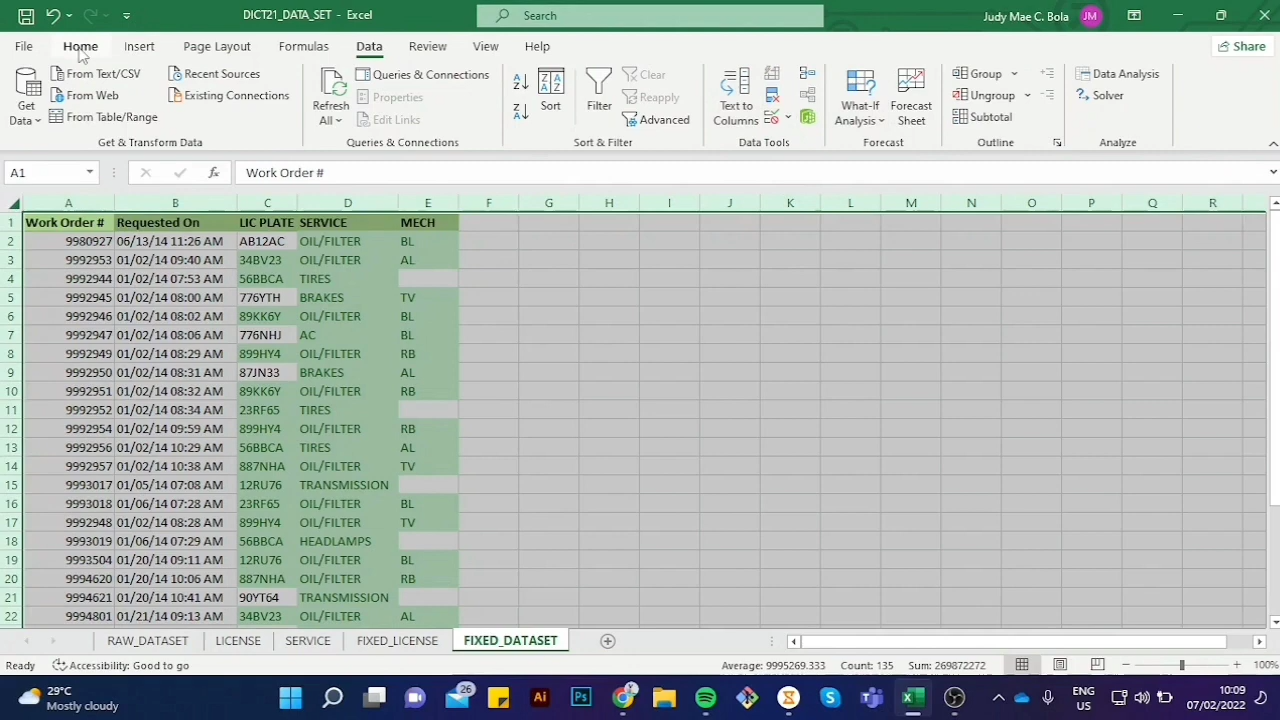 DICT21_DATA_SET - Excel
Search
Judy Mae C. Bola JM
File Home Insert Page Layout Formulas Data Review View Help Share
Get Data
From Text/CSV
From Web
From Table/Range
Recent Sources
Existing Connections
Get & Transform Data
Refresh All
Queries & Connections
Properties
Edit Links
Queries & Connections
Sort
Filter
Clear
Reapply
Advanced
Sort & Filter
Text to Columns
Data Tools
What-If Analysis
Forecast Sheet
Forecast
Group
Ungroup
Subtotal
Outline
Data Analysis
Solver
Analyze
A1 fx Work Order #
A B C D E F G H I J K L M N O P Q R
1 Work Order # Requested On LIC PLATE SERVICE MECH
2 9980927 06/13/14 11:26 AM AB12AC OIL/FILTER BL
3 9992953 01/02/14 09:40 AM 34BV23 OIL/FILTER AL
4 9992944 01/02/14 07:53 AM 56BBCA TIRES
5 9992945 01/02/14 08:00 AM 776YTH BRAKES TV
6 9992946 01/02/14 08:02 AM 89KK6Y OIL/FILTER BL
7 9992947 01/02/14 08:06 AM 776NHJ AC BL
8 9992949 01/02/14 08:29 AM 899HY4 OIL/FILTER RB
9 9992950 01/02/14 08:31 AM 87JN33 BRAKES AL
10 9992951 01/02/14 08:32 AM 89KK6Y OIL/FILTER RB
11 9992952 01/02/14 08:34 AM 23RF65 TIRES
12 9992954 01/02/14 09:59 AM 899HY4 OIL/FILTER RB
13 9992956 01/02/14 10:29 AM 56BBCA TIRES AL
14 9992957 01/02/14 10:38 AM 887NHA OIL/FILTER TV
15 9993017 01/05/14 07:08 AM 12RU76 TRANSMISSION
16 9993018 01/06/14 07:28 AM 23RF65 OIL/FILTER BL
17 9992948 01/02/14 08:28 AM 899HY4 OIL/FILTER TV
18 9993019 01/06/14 07:29 AM 56BBCA HEADLAMPS
19 9993504 01/20/14 09:11 AM 12RU76 OIL/FILTER BL
20 9994620 01/20/14 10:06 AM 887NHA OIL/FILTER RB
21 9994621 01/20/14 10:41 AM 90YT64 TRANSMISSION
22 9994801 01/21/14 09:13 AM 34BV23 OIL/FILTER AL
RAW_DATASET LICENSE SERVICE FIXED_LICENSE FIXED_DATASET
Ready Accessibility: Good to go Average: 9995269.333 Count: 135 Sum: 269872272 100%
29°C
Mostly cloudy
26
Ai
Ps
ENG
US
10:09
07/02/2022